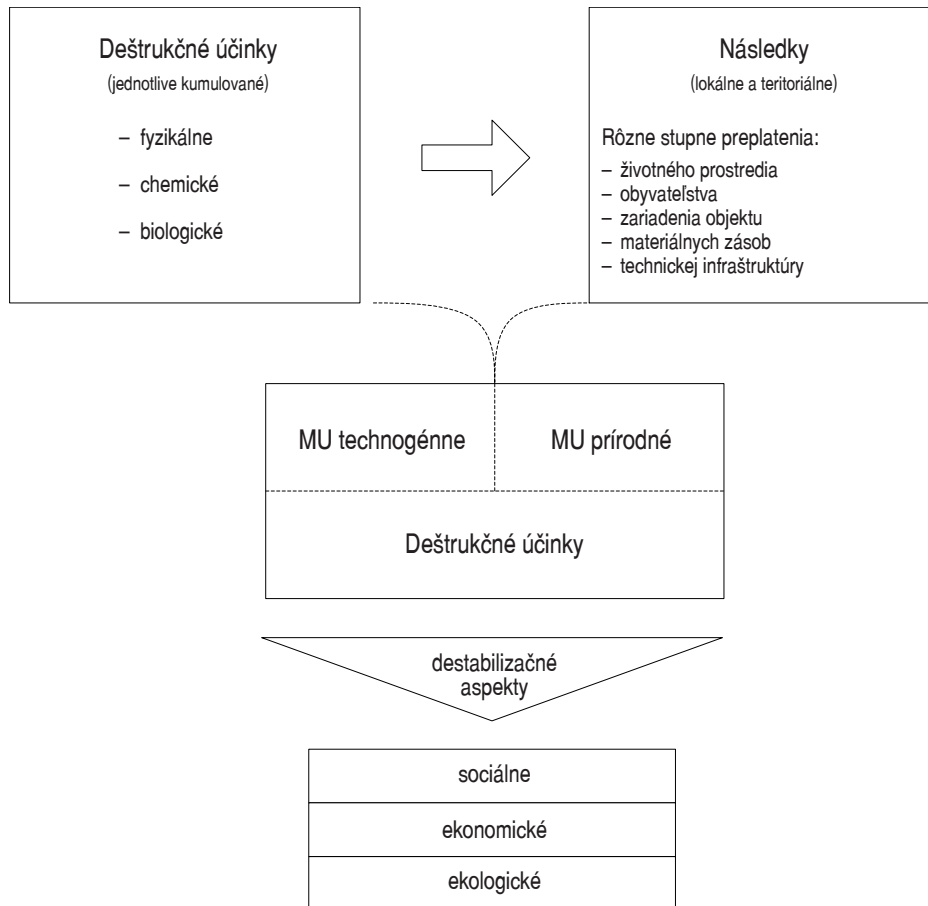 Deštrukčné účinky
(jednotlive kumulované)
– fyzikálne
– chemické
– biologické
Následky
(lokálne a teritoriálne)
Rôzne stupne preplatenia:
– životného prostredia
– obyvateľstva
– zariadenia objektu
– materiálnych zásob
– technickej infraštruktúry
MU technogénne
MU prírodné
Deštrukčné účinky
destabilizačné
aspekty
sociálne
ekonomické
ekologické